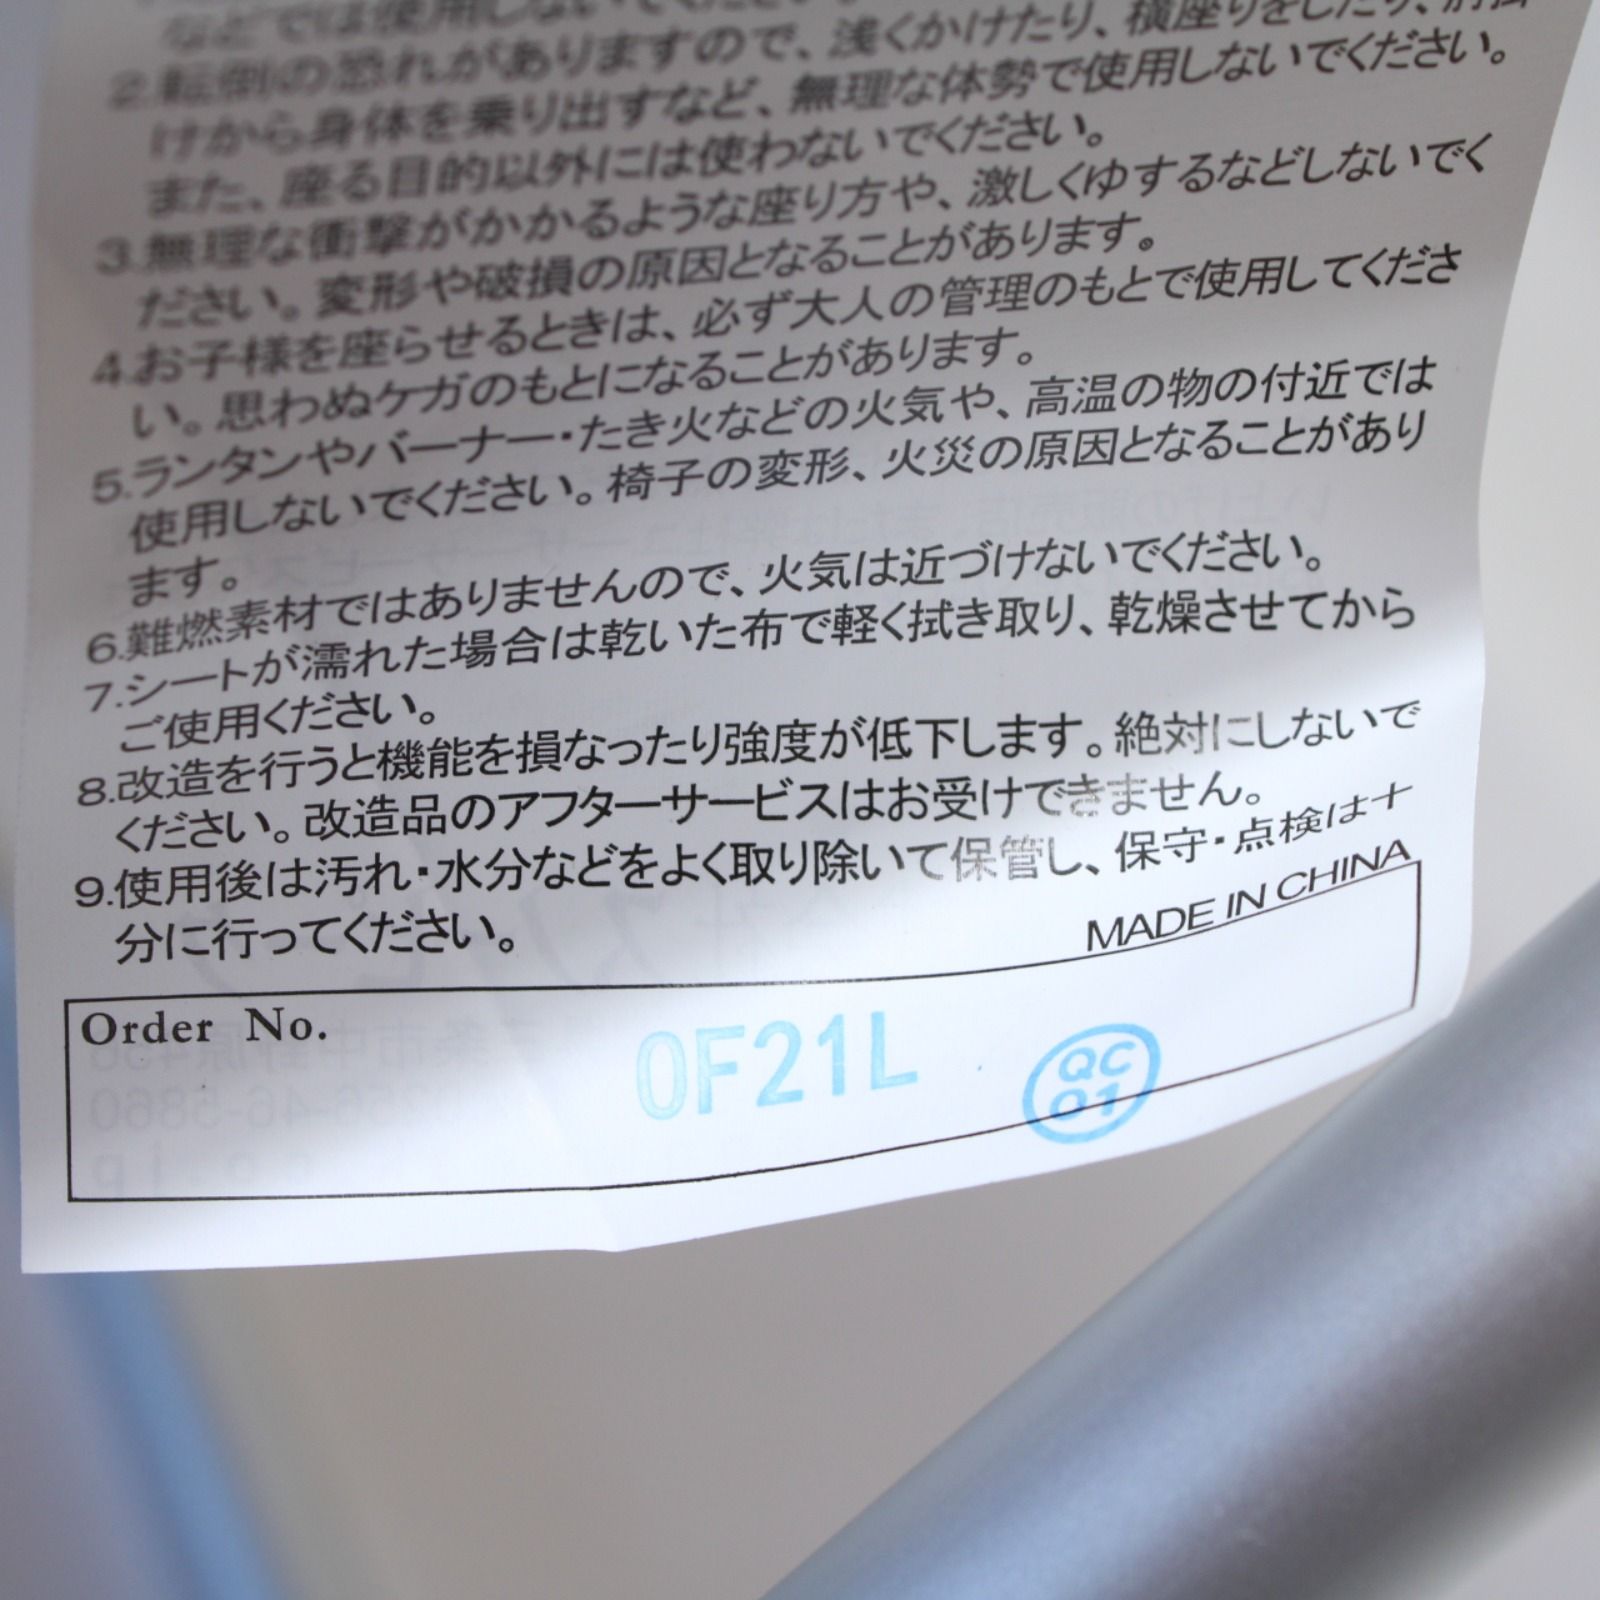 などでは使用しないでください
2.転倒の恐れがありますので、浅くかけたり、横座りをしたり、肘掛
けから身体を乗り出すなど、無理な体勢で使用しないでください。
また、座る目的以外には使わないでください。
3.無理な衝撃がかかるような座り方や、激しくゆするなどしないでく
ださい。変形や破損の原因となることがあります。
4.お子様を座らせるときは、必ず大人の管理のもとで使用してくださ
い。思わぬケガのもとになることがあります。
5.ランタンやバーナー・たき火などの火気や、高温の物の付近では
使用しないでください。椅子の変形、火災の原因となることがあり
ます。
6.難燃素材ではありませんので、火気は近づけないでください。
7.シートが濡れた場合は乾いた布で軽く拭き取り、乾燥させてから
ご使用ください。
8.改造を行うと機能を損なったり強度が低下します。絶対にしないで
ください。改造品のアフターサービスはお受けできません。
9.使用後は汚れ・水分などをよく取り除いて保管し、保守・点検は十
分に行ってください。
MADE IN CHINA
Order No.
0F21L
QC
01